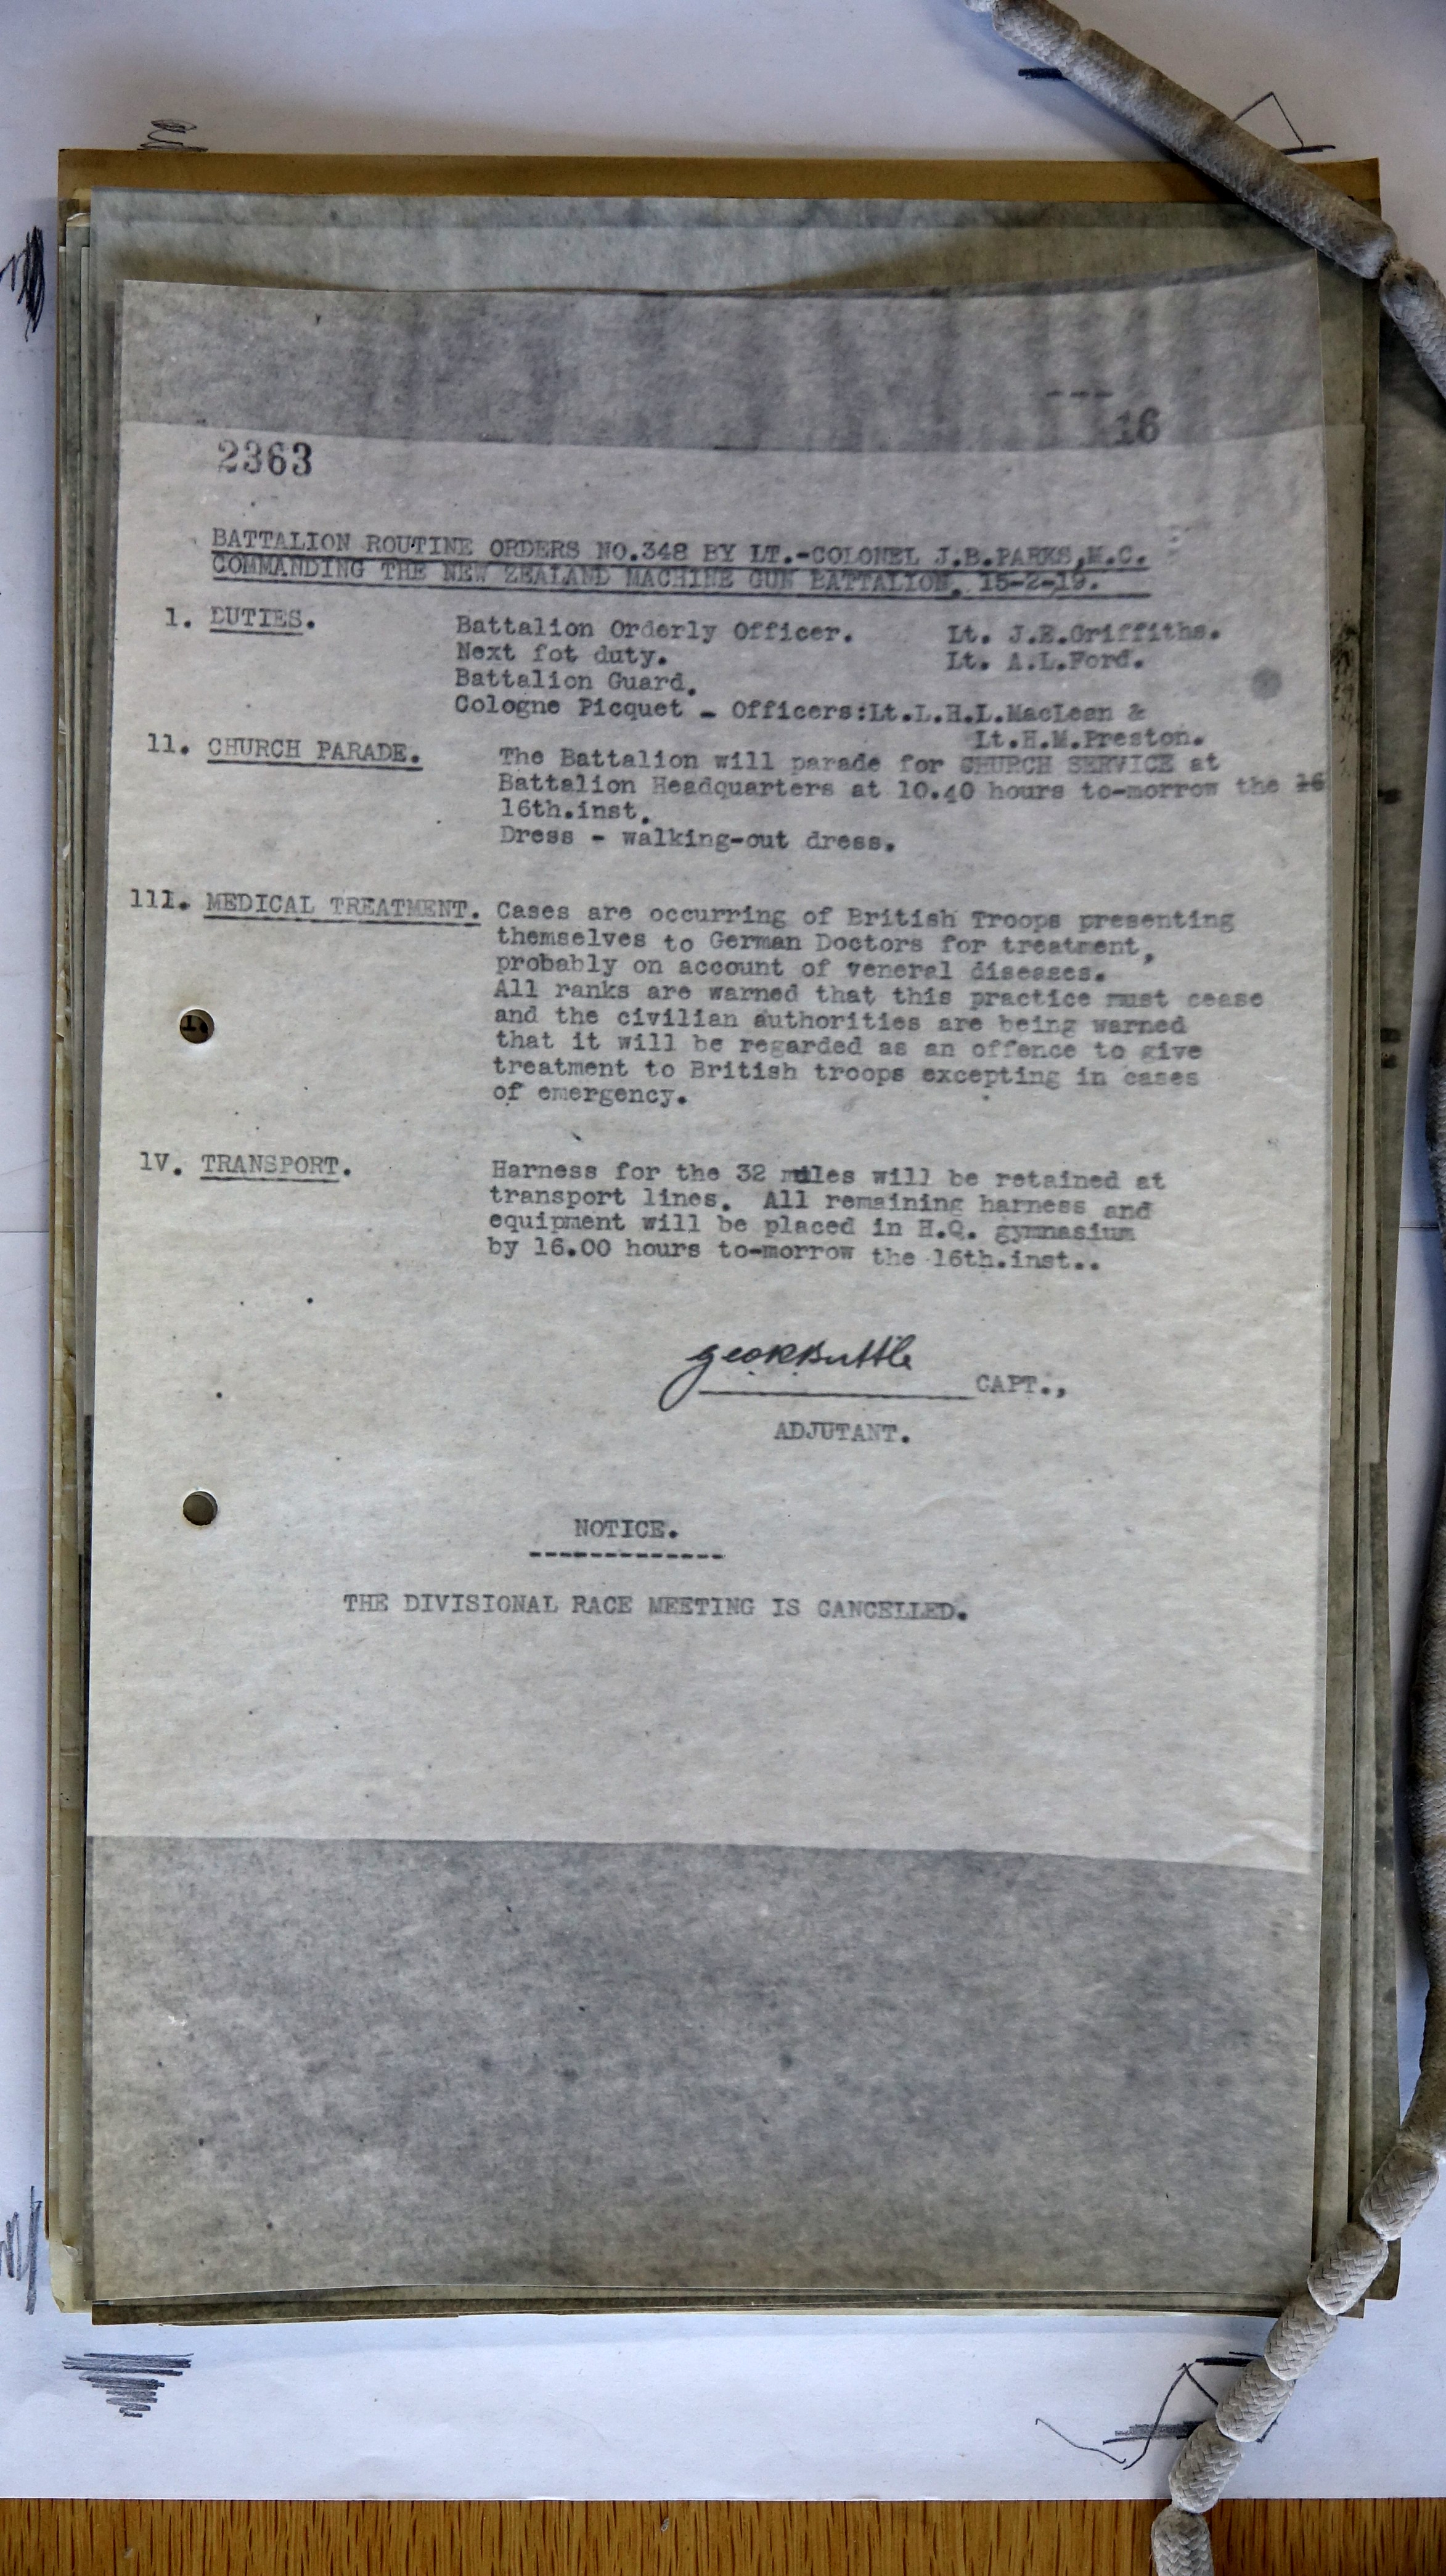 16
2363
BATTALION ROUTINE ORDERS NO.348 BY LT.-COLONEL J.B.PARKS,M.C.
COMMANDING THE NEW ZEALAND MACHINE GUN BATTALION. 15-2-19.
1. DUTIES. Battalion Orderly Officer. Lt. J.E.Griffiths.
Next fot duty. Lt. A.L.Ford.
Battalion Guard.
Cologne Picquet - Officers:Lt.L.H.L.MacLean &
Lt.H.M.Preston.
11. CHURCH PARADE. The Battalion will parade for CHURCH SERVICE at
Battalion Headquarters at 10.40 hours to-morrow the 16
16th.inst.
Dress - walking-out dress.
111. MEDICAL TREATMENT. Cases are occurring of British Troops presenting
themselves to German Doctors for treatment,
probably on account of veneral diseases.
All ranks are warned that this practice must cease
and the civilian authorities are being warned
that it will be regarded as an offence to give
treatment to British troops excepting in cases
of emergency.
1V. TRANSPORT. Harness for the 32 mules will be retained at
transport lines. All remaining harness and
equipment will be placed in H.Q. gymnasium
by 16.00 hours to-morrow the 16th.inst..
Geo R Buttle CAPT.,
ADJUTANT.
NOTICE.
THE DIVISIONAL RACE MEETING IS CANCELLED.